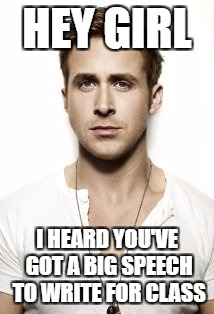 HEY GIRL
I HEARD YOU'VE
GOT A BIG SPEECH
TO WRITE FOR CLASS